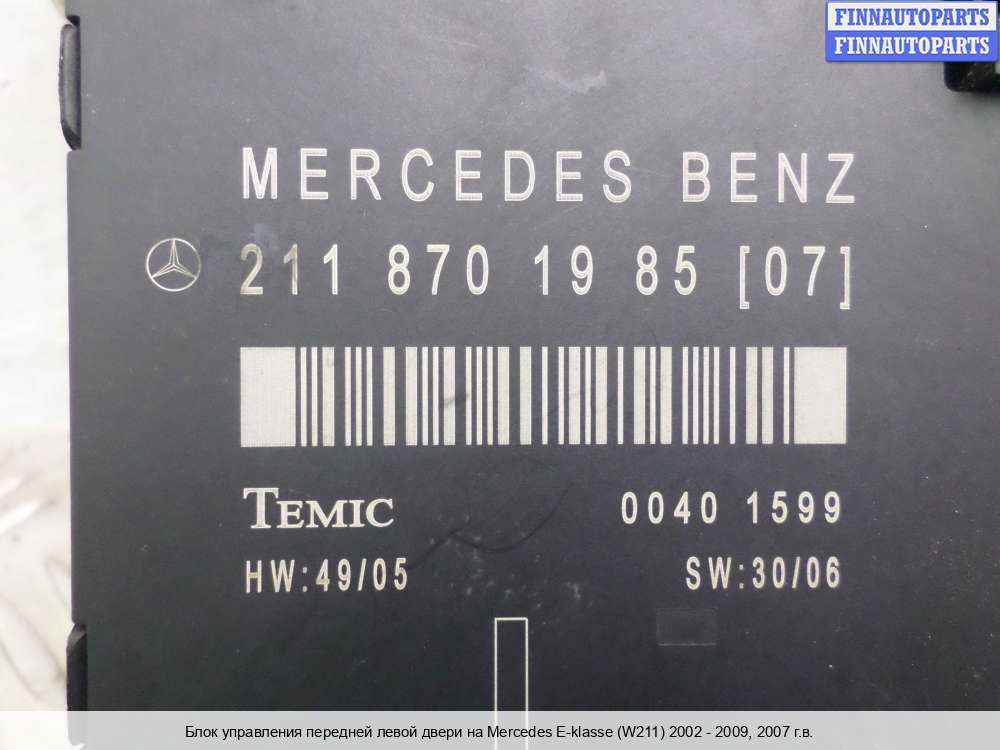 FINNAUTOPARTS
FINNAUTOPARTS
MERCEDES BENZ
211 870 19 85 [07]
TEMIC 0040 1599
HW:49/05 SW:30/06
Блок управления передней левой двери на Mercedes E-klasse (W211) 2002 - 2009, 2007 г.в.